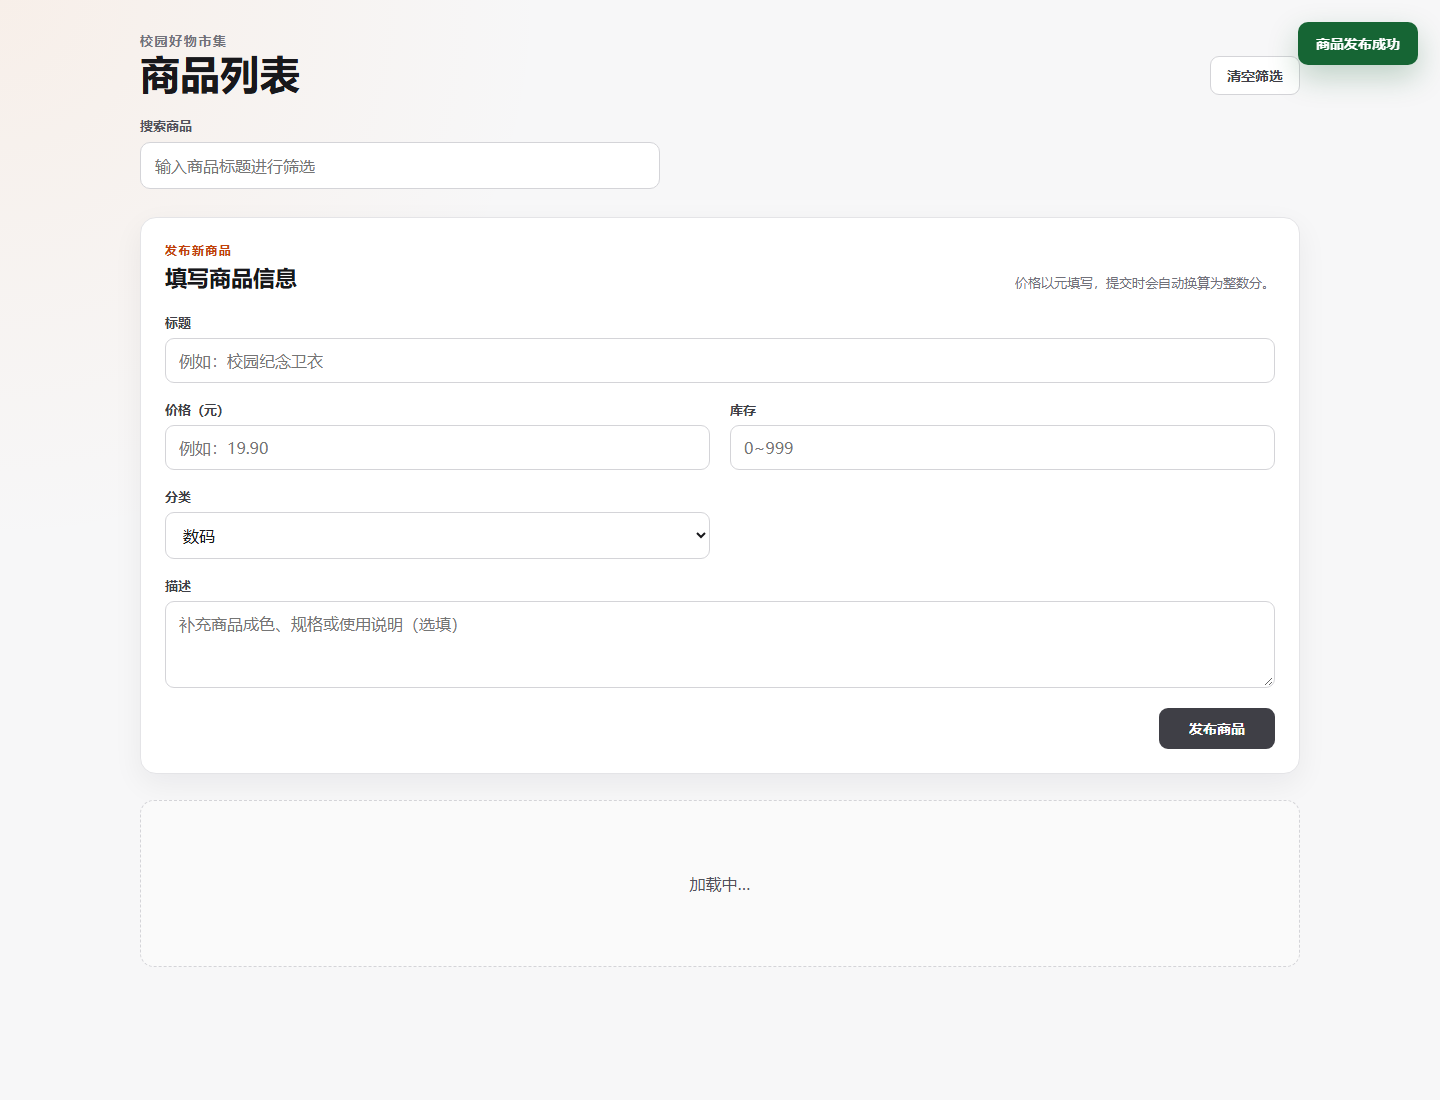 校园好物市集
商品列表
商品发布成功
清空筛选
搜索商品
输入商品标题进行筛选
发布新商品
填写商品信息
价格以元填写，提交时会自动换算为整数分。
标题
例如：校园纪念卫衣
价格（元）
库存
例如：19.90
0~999
分类
数码
描述
补充商品成色、规格或使用说明（选填）
发布商品
加载中...